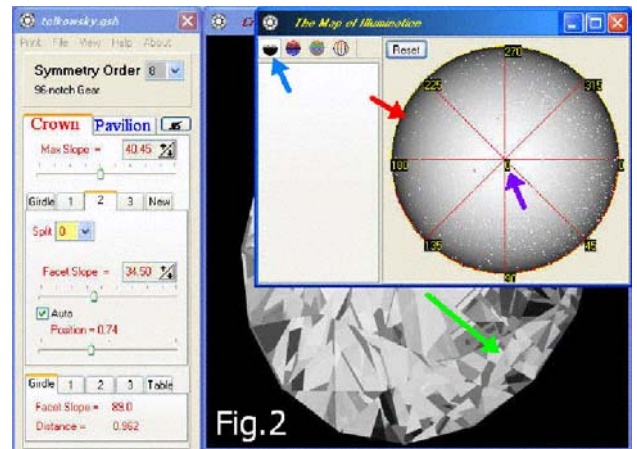 tolkowsky.gsh
Print File View Help About
Symmetry Order 8
96-notch Gear
Crown Pavilion
Max Slope = 40.45
Girdle 1 2 3 New
Split 0
Facet Slope = 34.50
Auto
Position = 0.74
Girdle 1 2 3 Table
Facet Slope = 89.0
Distance = 0.962
The Map of Illumination
Reset
270
225
315
180
0
0
135
45
90
Fig.2